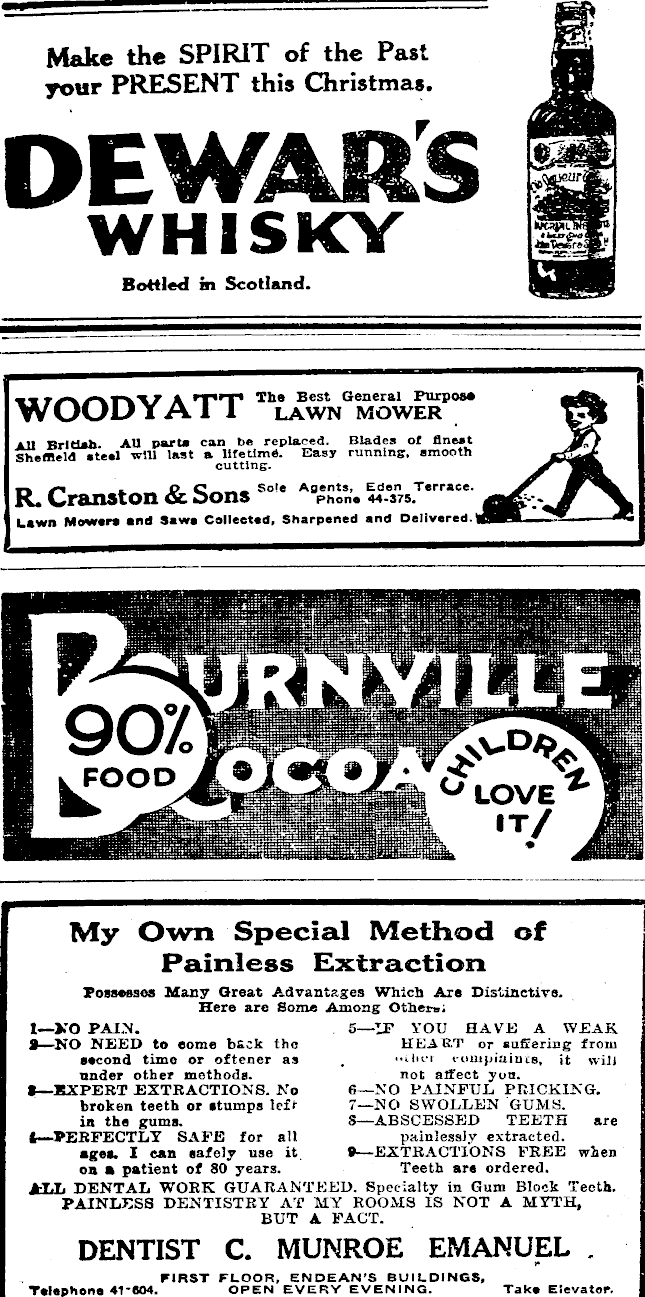 Make the SPIRIT of the Past
your PRESENT this Christmas.
DEWAR'S
WHISKY
Bottled in Scotland.
WOODYATT The Best General Purpose
LAWN MOWER
All British. All parts can be replaced. Blades of finest
Sheffield steel will last a lifetime. Easy running, smooth
cutting.
R. Cranston & Sons Sole Agents, Eden Terrace.
Phone 44-375.
Lawn Mowers and Saws Collected, Sharpened and Delivered.
BOURNVILLE
COCOA
90%
FOOD
CHILDREN
LOVE
IT!
My Own Special Method of
Painless Extraction
Possesses Many Great Advantages Which Are Distinctive.
Here are Some Among Others:
1—NO PAIN.
2—NO NEED to come back the
second time or oftener as
under other methods.
3—EXPERT EXTRACTIONS. No
broken teeth or stumps left
in the gums.
4—PERFECTLY SAFE for all
ages. I can safely use it
on a patient of 80 years.
5—IF YOU HAVE A WEAK
HEART or suffering from
other complaints, it will
not affect you.
6—NO PAINFUL PRICKING.
7—NO SWOLLEN GUMS.
8—ABSCESSED TEETH are
painlessly extracted.
9—EXTRACTIONS FREE when
Teeth are ordered.
ALL DENTAL WORK GUARANTEED. Specialty in Gum Block Teeth.
PAINLESS DENTISTRY AT MY ROOMS IS NOT A MYTH,
BUT A FACT.
DENTIST C. MUNROE EMANUEL
FIRST FLOOR, ENDEAN'S BUILDINGS,
Telephone 41-604. OPEN EVERY EVENING. Take Elevator.